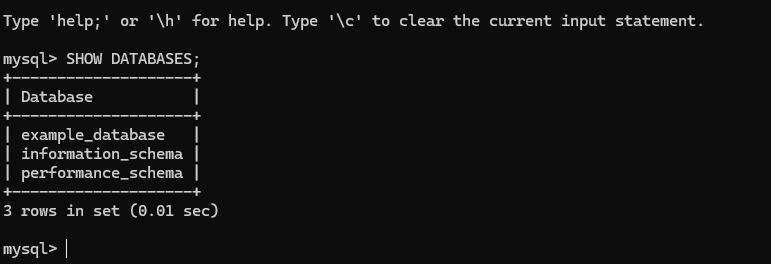 Type 'help;' or '\h' for help. Type '\c' to clear the current input statement.
mysql> SHOW DATABASES;
+--------------------+
| Database           |
+--------------------+
| example_database   |
| information_schema |
| performance_schema |
+--------------------+
3 rows in set (0.01 sec)
mysql>